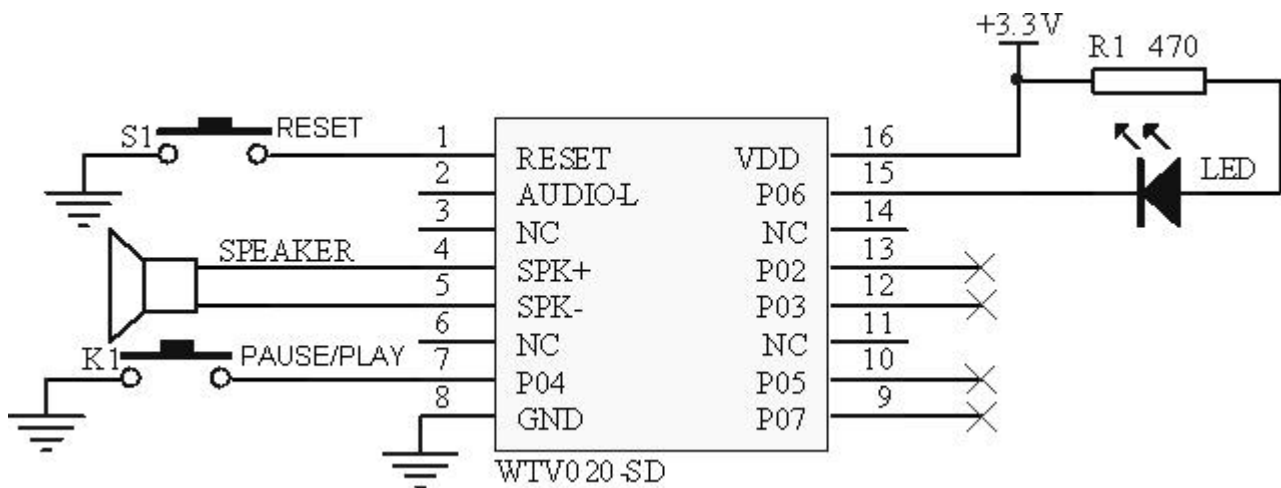 +3.3V
R1 470
S1 RESET
1 RESET VDD 16
2 AUDIO-L P06 15
LED
3 NC NC 14
SPEAKER
4 SPK+ P02 13
5 SPK- P03 12
6 NC NC 11
K1 PAUSE/PLAY
7 P04 P05 10
8 GND P07 9
WTV020-SD